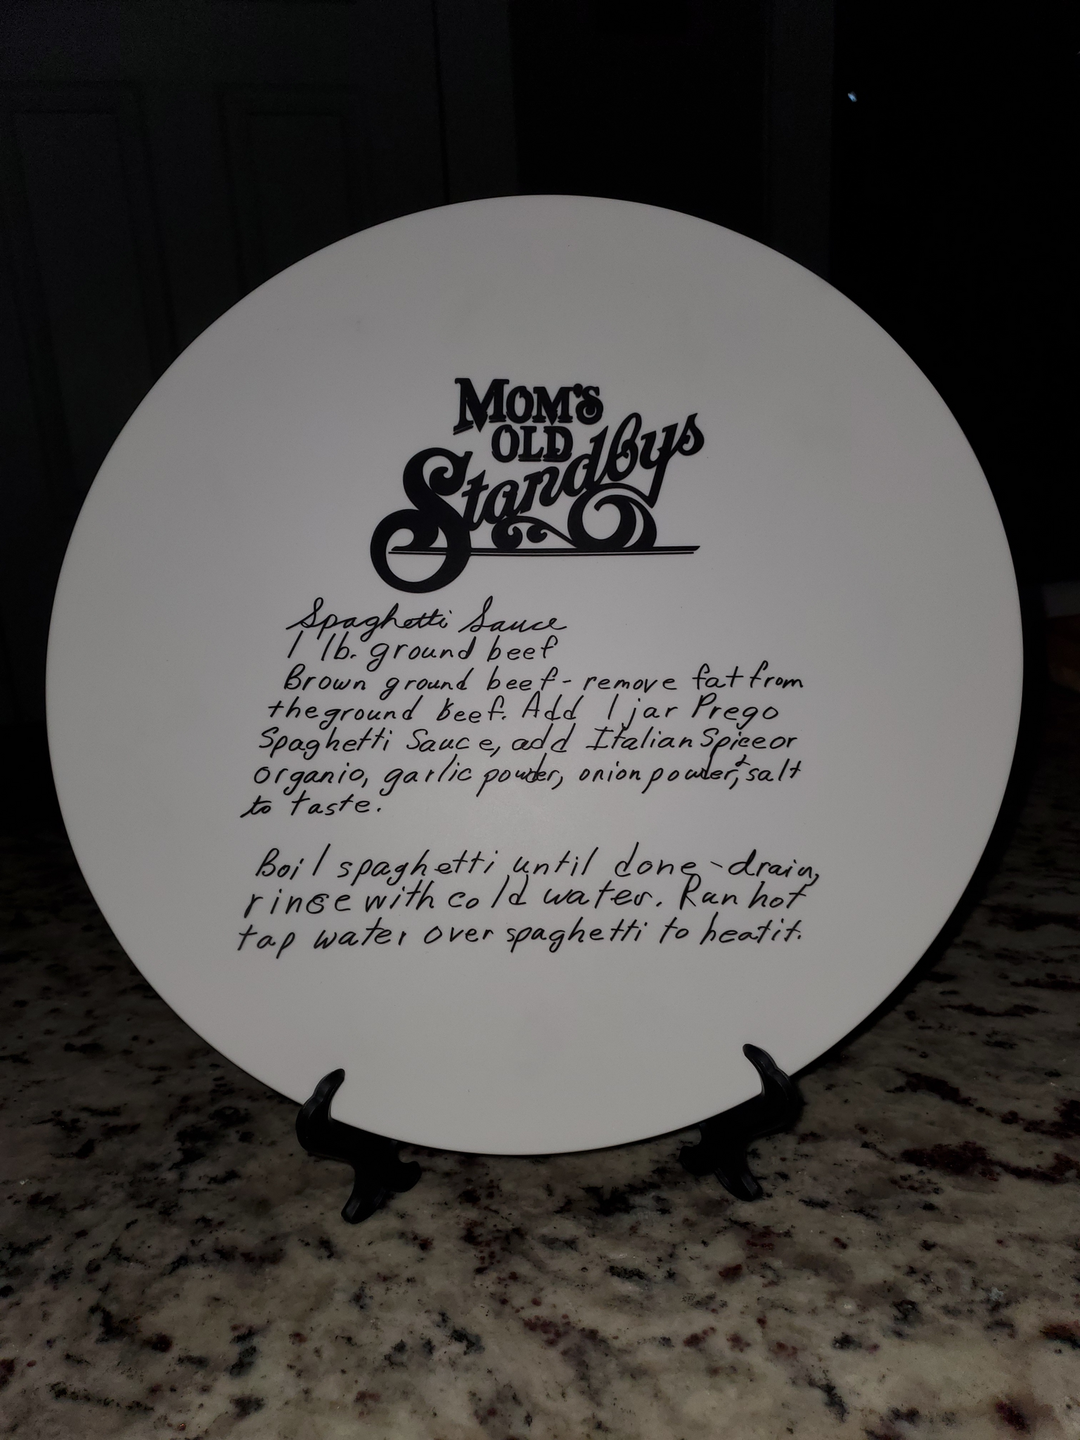 MOM'S
OLD
Standbys
Spaghetti Sauce
1 lb. ground beef
Brown ground beef - remove fat from
the ground beef. Add 1 jar Prego
Spaghetti Sauce, add Italian Spice or
organio, garlic powder, onion powder, + salt
to taste.
Boil spaghetti until done - drain,
rinse with cold water. Run hot
tap water over spaghetti to heat it.